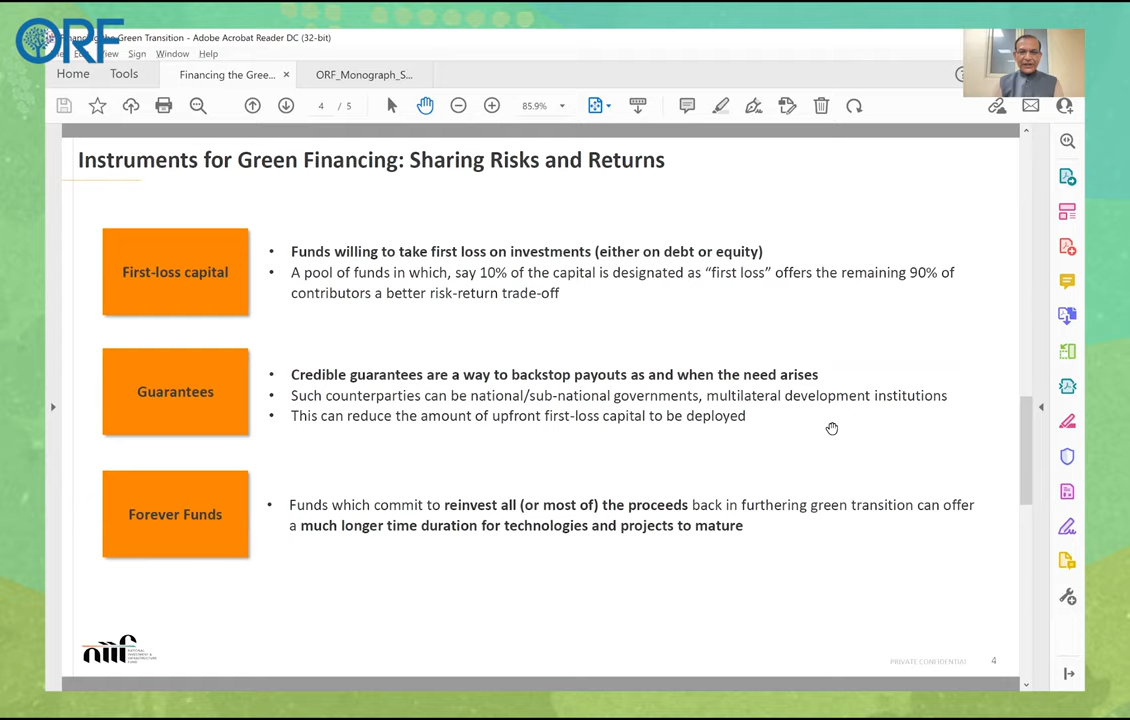 ORF
Financing the Green Transition - Adobe Acrobat Reader DC (32-bit)
View Sign Window Help
Home Tools Financing the Gree... × ORF_Monograph_S...
4 / 5 85.9%
Instruments for Green Financing: Sharing Risks and Returns
First-loss capital
• Funds willing to take first loss on investments (either on debt or equity)
• A pool of funds in which, say 10% of the capital is designated as “first loss” offers the remaining 90% of
contributors a better risk-return trade-off
Guarantees
• Credible guarantees are a way to backstop payouts as and when the need arises
• Such counterparties can be national/sub-national governments, multilateral development institutions
• This can reduce the amount of upfront first-loss capital to be deployed
Forever Funds
• Funds which commit to reinvest all (or most of) the proceeds back in furthering green transition can offer
a much longer time duration for technologies and projects to mature
niif
NATIONAL
INVESTMENT &
INFRASTRUCTURE
FUND
PRIVATE CONFIDENTIAL 4